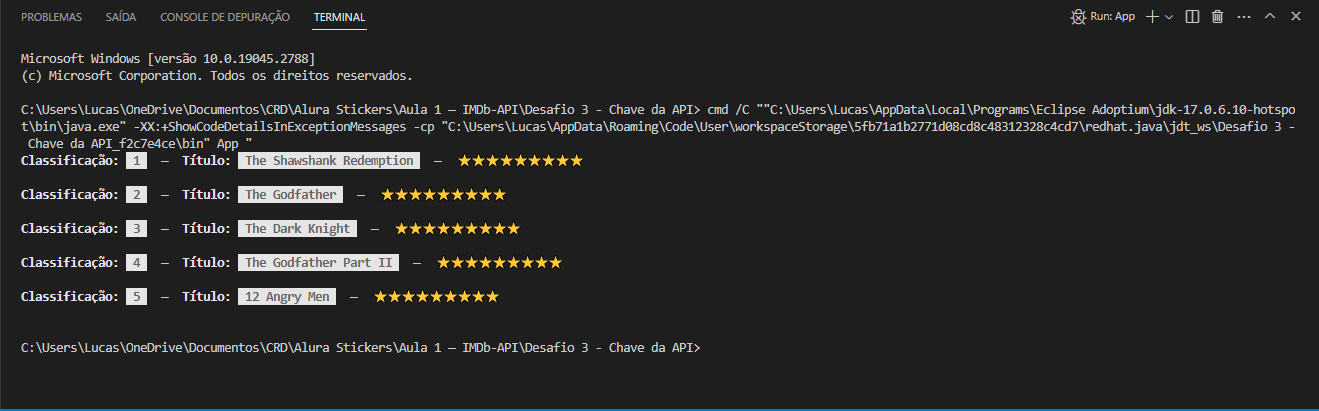 PROBLEMAS SAÍDA CONSOLE DE DEPURAÇÃO TERMINAL Run: App
Microsoft Windows [versão 10.0.19045.2788]
(c) Microsoft Corporation. Todos os direitos reservados.
C:\Users\Lucas\OneDrive\Documentos\CRD\Alura Stickers\Aula 1 — IMDb-API\Desafio 3 - Chave da API> cmd /C ""C:\Users\Lucas\AppData\Local\Programs\Eclipse Adoptium\jdk-17.0.6.10-hotspo
t\bin\java.exe" -XX:+ShowCodeDetailsInExceptionMessages -cp "C:\Users\Lucas\AppData\Roaming\Code\User\workspaceStorage\5fb71a1b2771d08cd8c48312328c4cd7\redhat.java\jdt_ws\Desafio 3 -
Chave da API_f2c7e4ce\bin" App "
Classificação: 1 — Título: The Shawshank Redemption — ★★★★★★★★★
Classificação: 2 — Título: The Godfather — ★★★★★★★★★
Classificação: 3 — Título: The Dark Knight — ★★★★★★★★★
Classificação: 4 — Título: The Godfather Part II — ★★★★★★★★★
Classificação: 5 — Título: 12 Angry Men — ★★★★★★★★★
C:\Users\Lucas\OneDrive\Documentos\CRD\Alura Stickers\Aula 1 — IMDb-API\Desafio 3 - Chave da API>